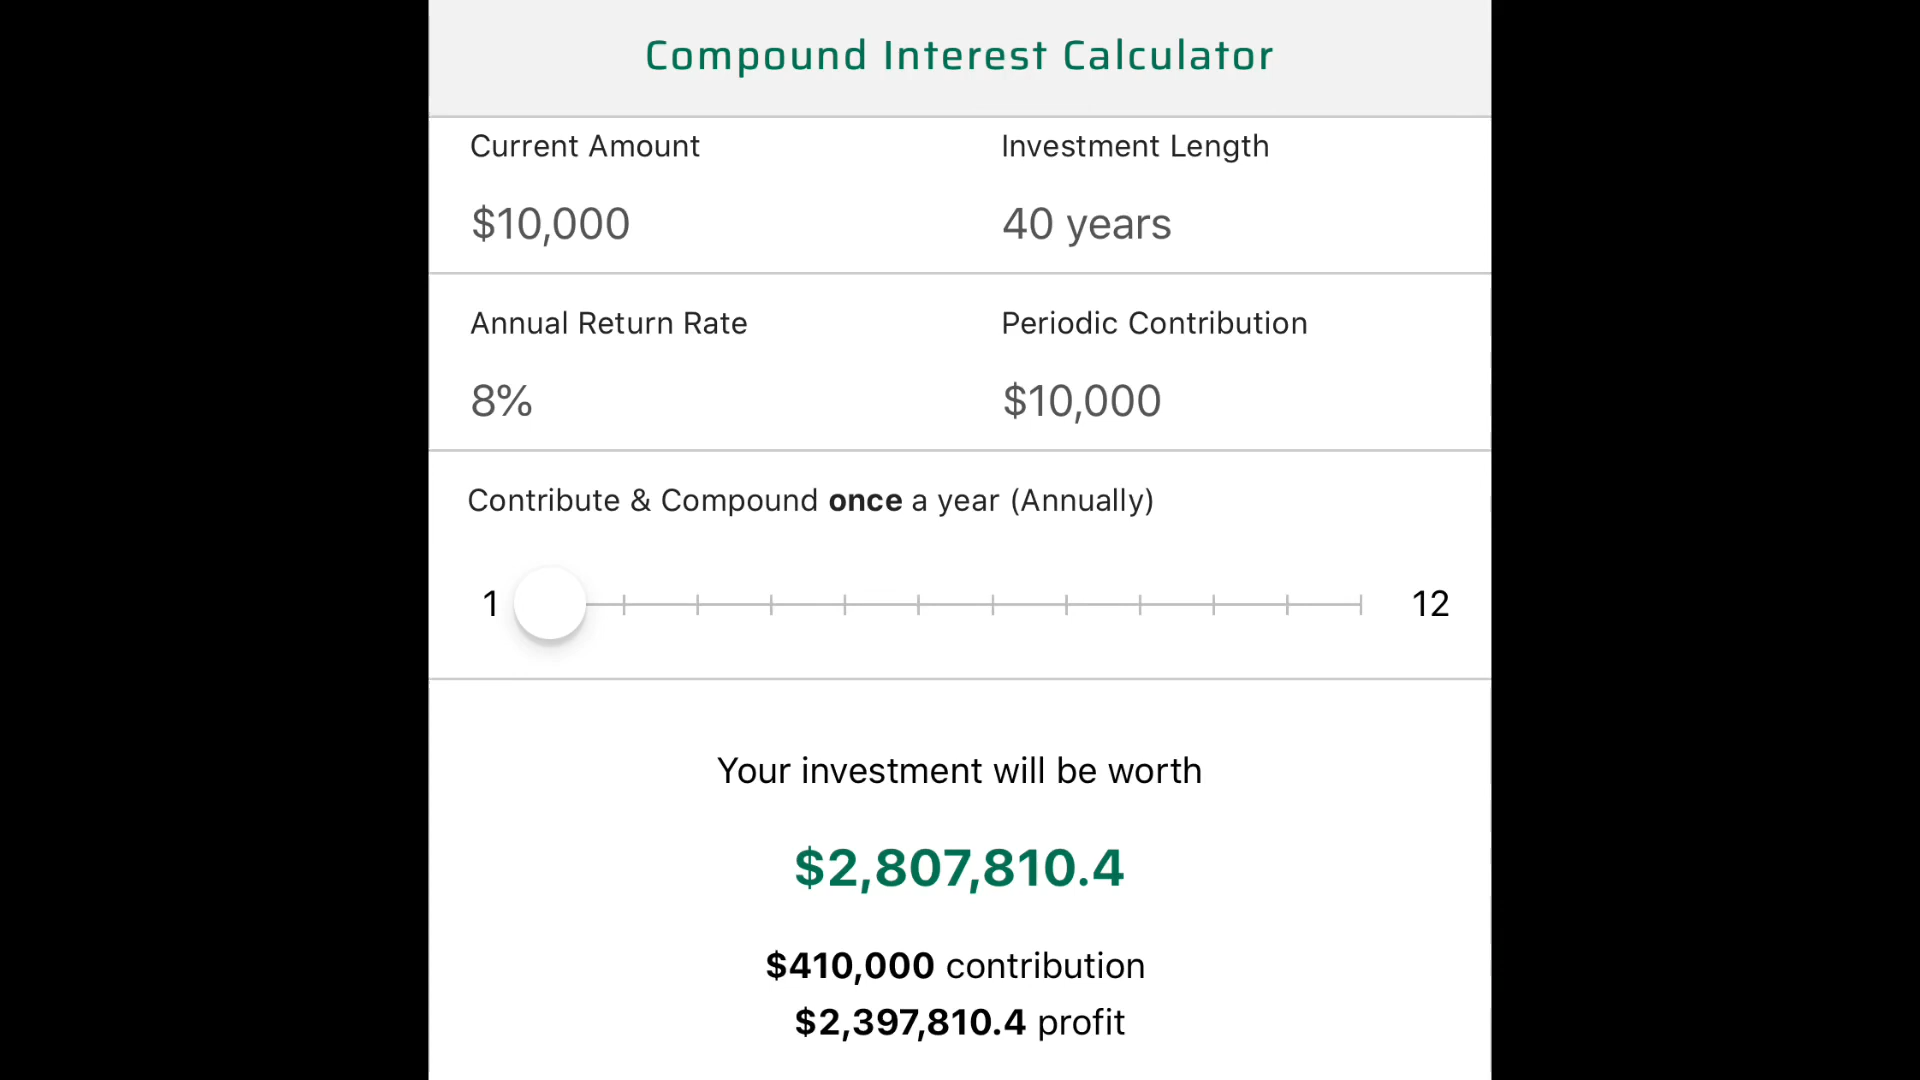 Compound Interest Calculator
Current Amount
Investment Length
$10,000
40 years
Annual Return Rate
Periodic Contribution
8%
$10,000
Contribute & Compound once a year (Annually)
1
12
Your investment will be worth
$2,807,810.4
$410,000 contribution
$2,397,810.4 profit